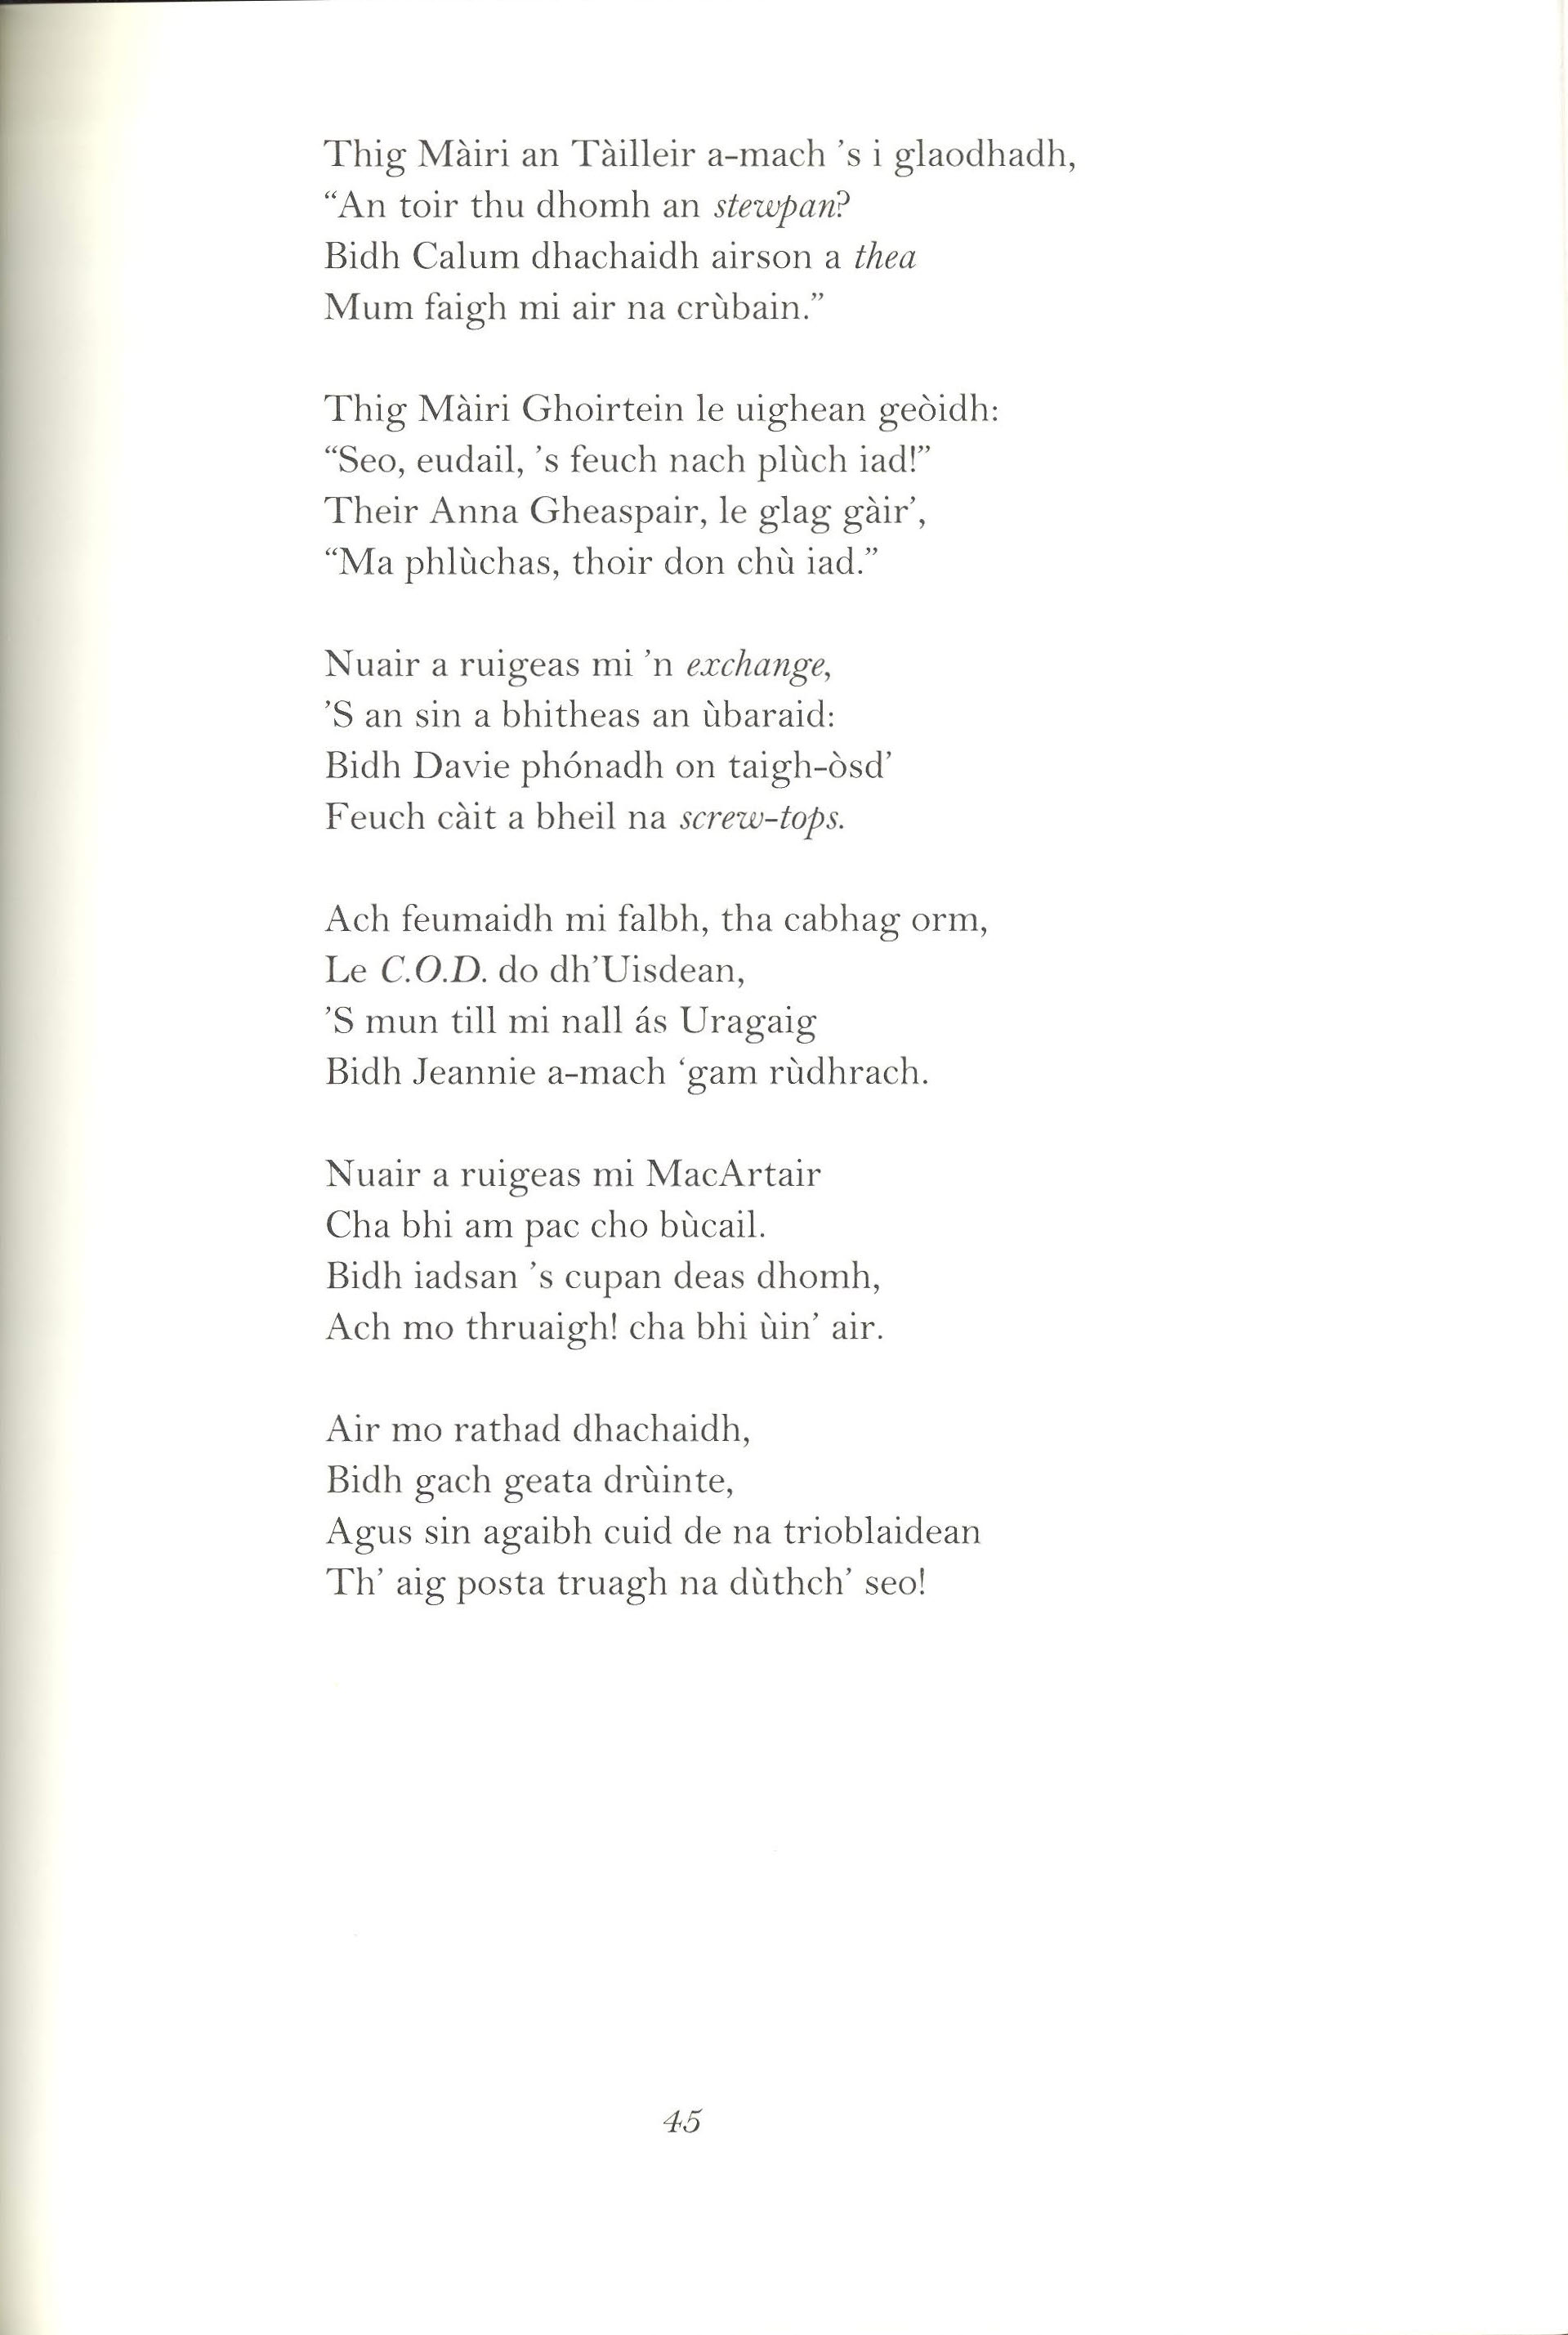 Thig Màiri an Tàilleir a-mach ’s i glaodhadh,
“An toir thu dhomh an stewpan?
Bidh Calum dhachaidh airson a thea
Mum faigh mi air na crùbain.”

Thig Màiri Ghoirtein le uighean geòidh:
“Seo, eudail, ’s feuch nach plùch iad!”
Their Anna Gheaspair, le glag gàir’,
“Ma phlùchas, thoir don chù iad.”

Nuair a ruigeas mi ’n exchange,
’S an sin a bhitheas an ùbaraid:
Bidh Davie phónadh on taigh-òsd’
Feuch càit a bheil na screw-tops.

Ach feumaidh mi falbh, tha cabhag orm,
Le C.O.D. do dh’Uisdean,
’S mun till mi nall ás Uragaig
Bidh Jeannie a-mach ‘gam rùdhrach.

Nuair a ruigeas mi MacArtair
Cha bhi am pac cho bùcail.
Bidh iadsan ’s cupan deas dhomh,
Ach mo thruaigh! cha bhi ùin’ air.

Air mo rathad dhachaidh,
Bidh gach geata drùinte,
Agus sin agaibh cuid de na trioblaidean
Th’ aig posta truagh na dùthch’ seo!

45